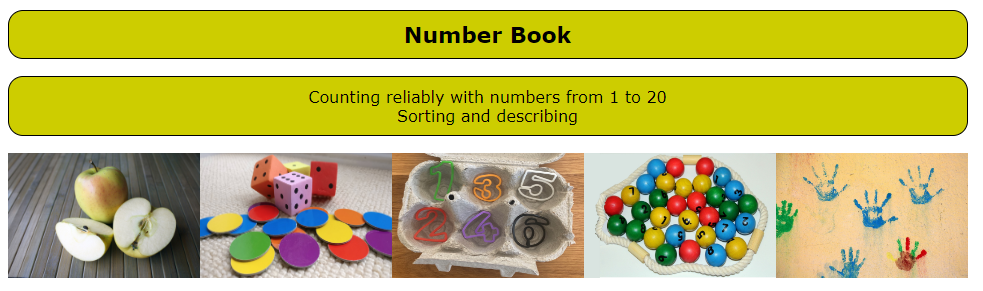 Number Book
Counting reliably with numbers from 1 to 20
Sorting and describing
1 3 5
2 4 6